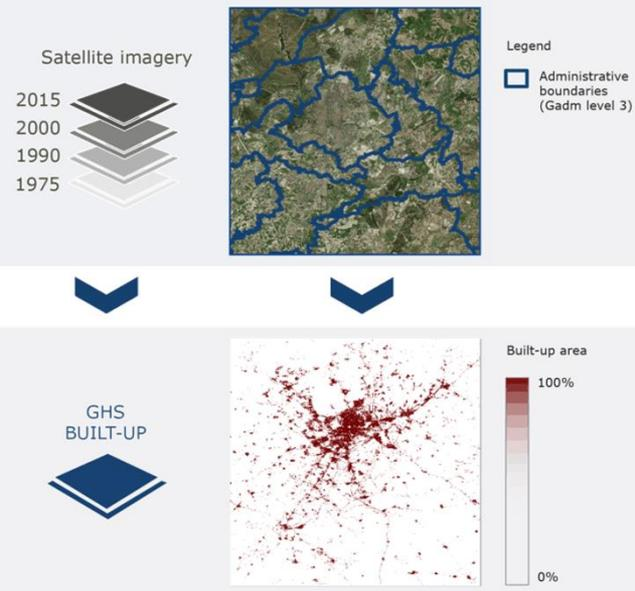 Satellite imagery
2015
2000
1990
1975
Legend
Administrative
boundaries
(Gadm level 3)
GHS
BUILT-UP
Built-up area
100%
0%